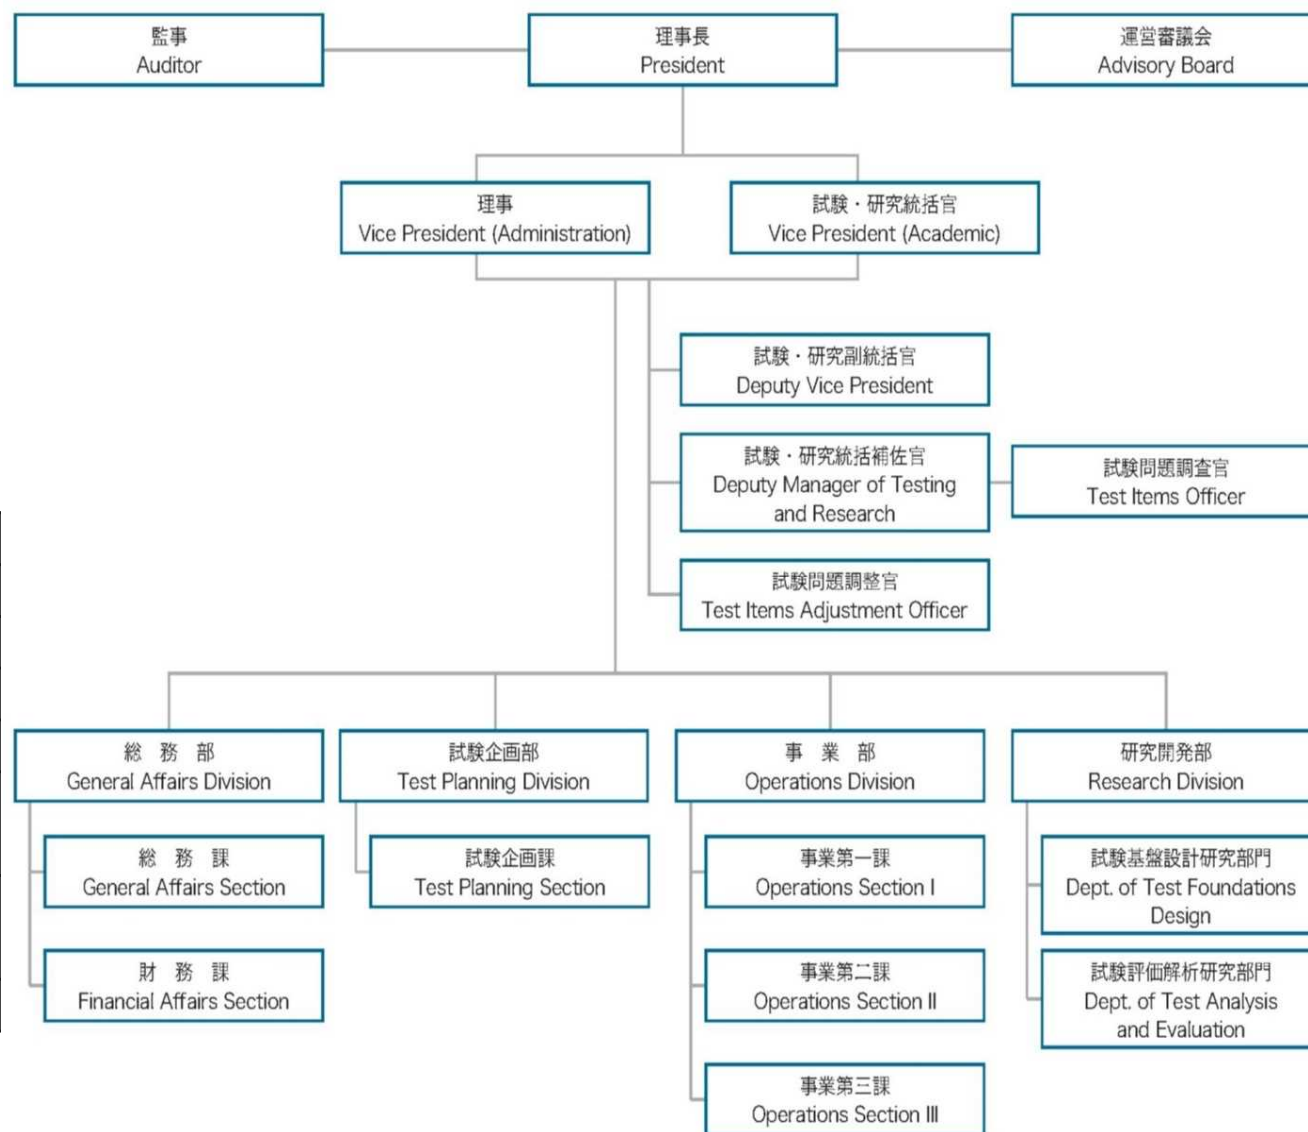 監事
Auditor
理事長
President
運営審議会
Advisory Board
理事
Vice President (Administration)
試験・研究統括官
Vice President (Academic)
試験・研究副統括官
Deputy Vice President
試験・研究統括補佐官
Deputy Manager of Testing
and Research
試験問題調査官
Test Items Officer
試験問題調整官
Test Items Adjustment Officer
総　務　部
General Affairs Division
試験企画部
Test Planning Division
事　業　部
Operations Division
研究開発部
Research Division
総　務　課
General Affairs Section
試験企画課
Test Planning Section
事業第一課
Operations Section I
試験基盤設計研究部門
Dept. of Test Foundations
Design
財　務　課
Financial Affairs Section
事業第二課
Operations Section II
試験評価解析研究部門
Dept. of Test Analysis
and Evaluation
事業第三課
Operations Section III